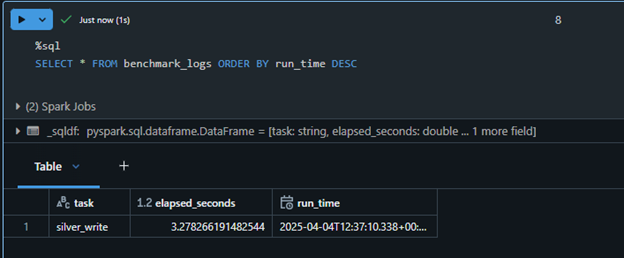 Just now (1s)
8
%sql
SELECT * FROM benchmark_logs ORDER BY run_time DESC
(2) Spark Jobs
_sqldf: pyspark.sql.dataframe.DataFrame = [task: string, elapsed_seconds: double ... 1 more field]
Table
+
ABC task 1.2 elapsed_seconds run_time
1 silver_write 3.278266191482544 2025-04-04T12:37:10.338+00:...